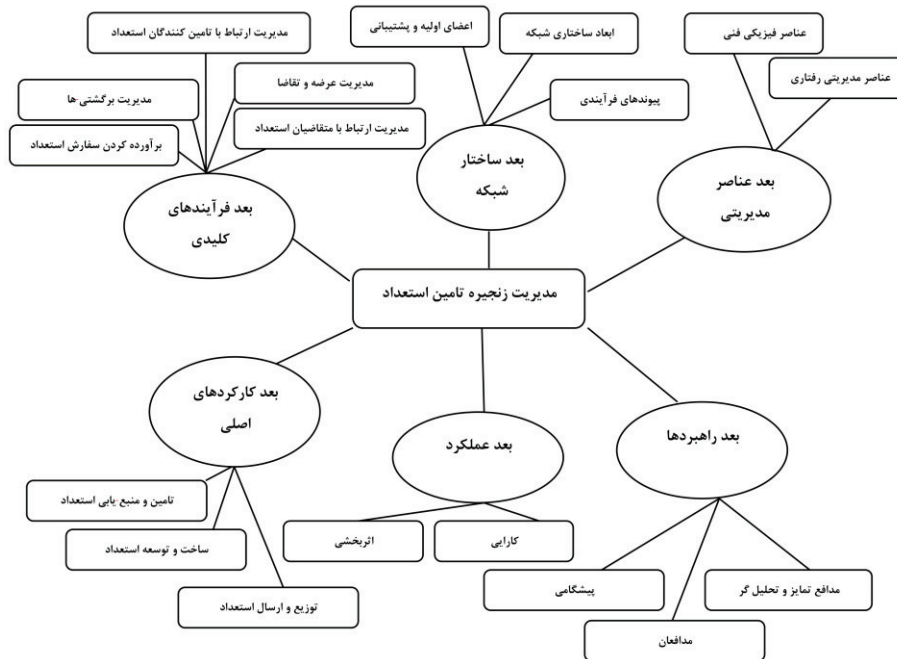 عناصر فیزیکی فنی
عناصر مدیریتی رفتاری
بعد عناصر
مدیریتی
اعضای اولیه و پشتیبانی
ابعاد ساختاری شبکه
پیوندهای فرآیندی
بعد ساختار
شبکه
مدیریت ارتباط با تامین کنندگان استعداد
مدیریت عرضه و تقاضا
مدیریت برگشتی-ها
مدیریت ارتباط با متقاضیان استعداد
برآورده کردن سفارش استعداد
بعد فرآیندهای
کلیدی
مدیریت زنجیره تامین استعداد
بعد راهبردها
مدافع تمایز و تحلیل گر
پیشگامی
مدافعان
بعد عملکرد
کارایی
اثربخشی
بعد کارکردهای
اصلی
تامین و منبع-یابی استعداد
ساخت و توسعه استعداد
توزیع و ارسال استعداد